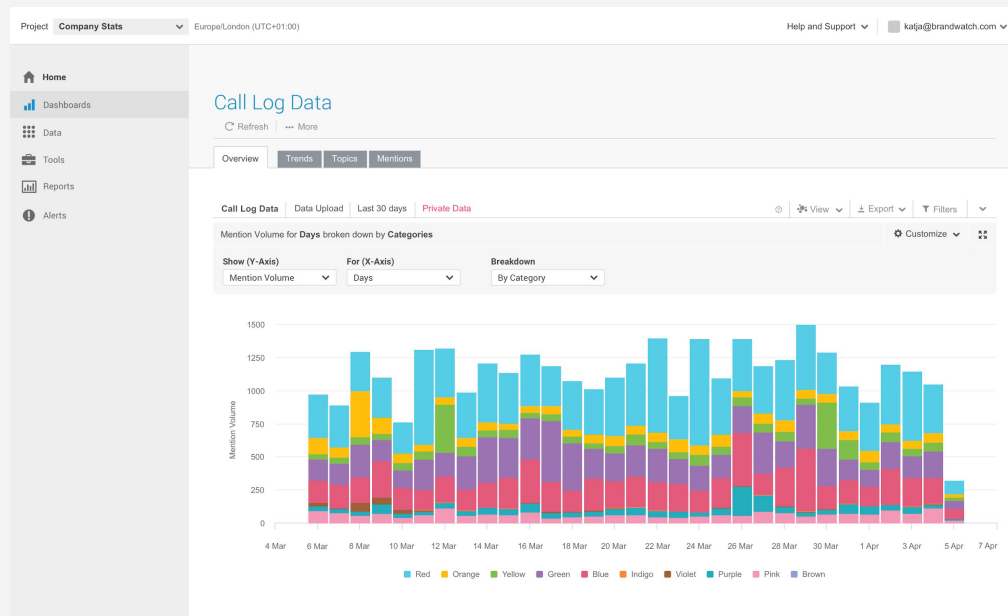 Project Company Stats Europe/London (UTC+01:00) Help and Support katja@brandwatch.com
Home
Dashboards
Data
Tools
Reports
Alerts
Call Log Data
Refresh ••• More
Overview Trends Topics Mentions
Call Log Data Data Upload Last 30 days Private Data View Export Filters
Mention Volume for Days broken down by Categories Customize
Show (Y-Axis) For (X-Axis) Breakdown
Mention Volume Days By Category
1500
1250
1000
750
500
250
0
Mention Volume
4 Mar 6 Mar 8 Mar 10 Mar 12 Mar 14 Mar 16 Mar 18 Mar 20 Mar 22 Mar 24 Mar 26 Mar 28 Mar 30 Mar 1 Apr 3 Apr 5 Apr 7 Apr
Red Orange Yellow Green Blue Indigo Violet Purple Pink Brown